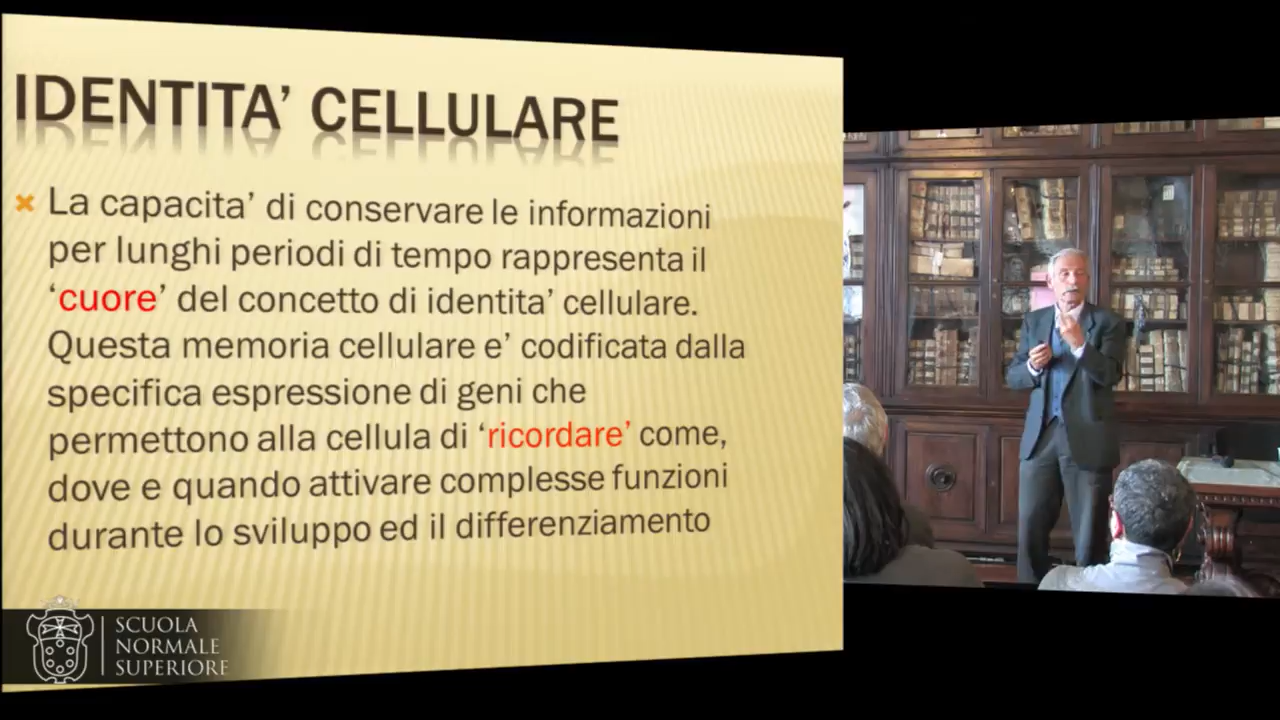 IDENTITA' CELLULARE
La capacita' di conservare le informazioni
per lunghi periodi di tempo rappresenta il
'cuore' del concetto di identita' cellulare.
Questa memoria cellulare e' codificata dalla
specifica espressione di geni che
permettono alla cellula di 'ricordare' come,
dove e quando attivare complesse funzioni
durante lo sviluppo ed il differenziamento
SCUOLA
NORMALE
SUPERIORE